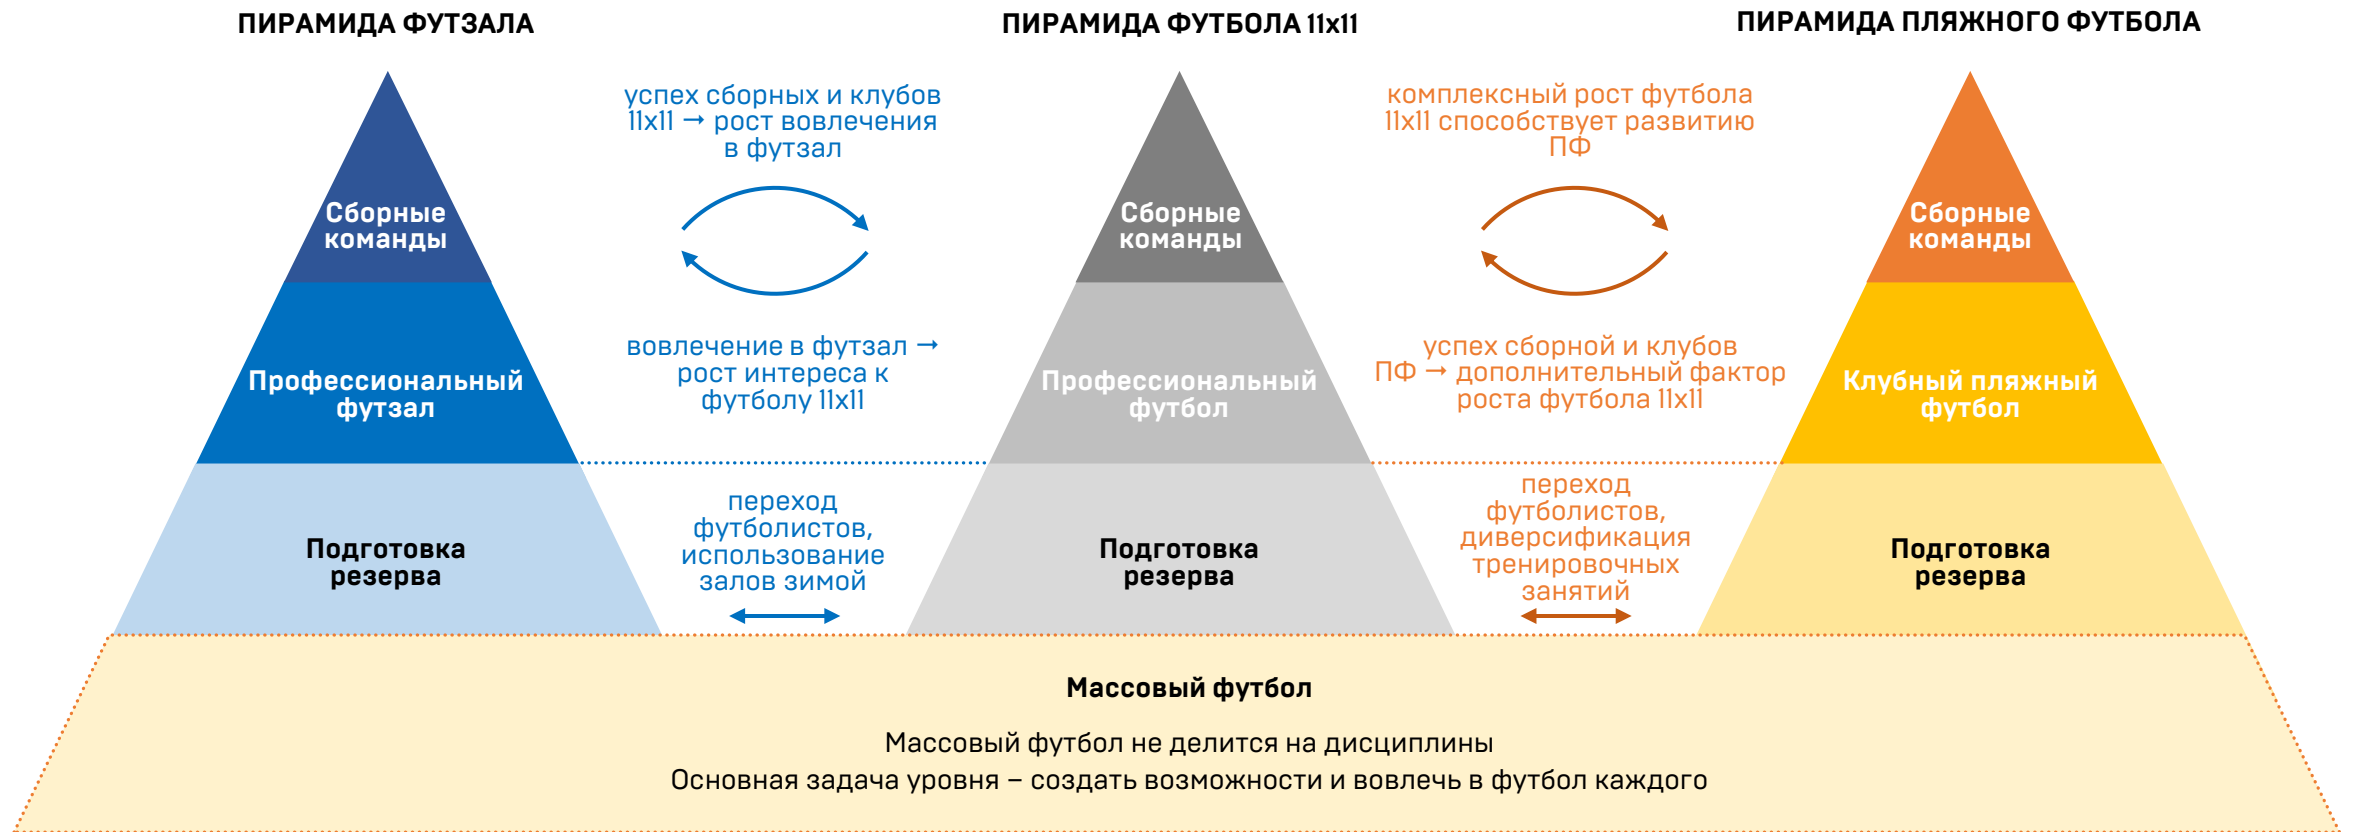 ПИРАМИДА ФУТЗАЛА
ПИРАМИДА ФУТБОЛА 11х11
ПИРАМИДА ПЛЯЖНОГО ФУТБОЛА
успех сборных и клубов
11х11 → рост вовлечения
в футзал
комплексный рост футбола
11х11 способствует развитию
ПФ
Сборные
команды
Сборные
команды
Сборные
команды
вовлечение в футзал →
рост интереса к
футболу 11х11
успех сборной и клубов
ПФ → дополнительный фактор
роста футбола 11х11
Профессиональный
футзал
Профессиональный
футбол
Клубный пляжный
футбол
переход
футболистов,
использование
залов зимой
переход
футболистов,
диверсификация
тренировочных
занятий
Подготовка
резерва
Подготовка
резерва
Подготовка
резерва
Массовый футбол
Массовый футбол не делится на дисциплины
Основная задача уровня – создать возможности и вовлечь в футбол каждого